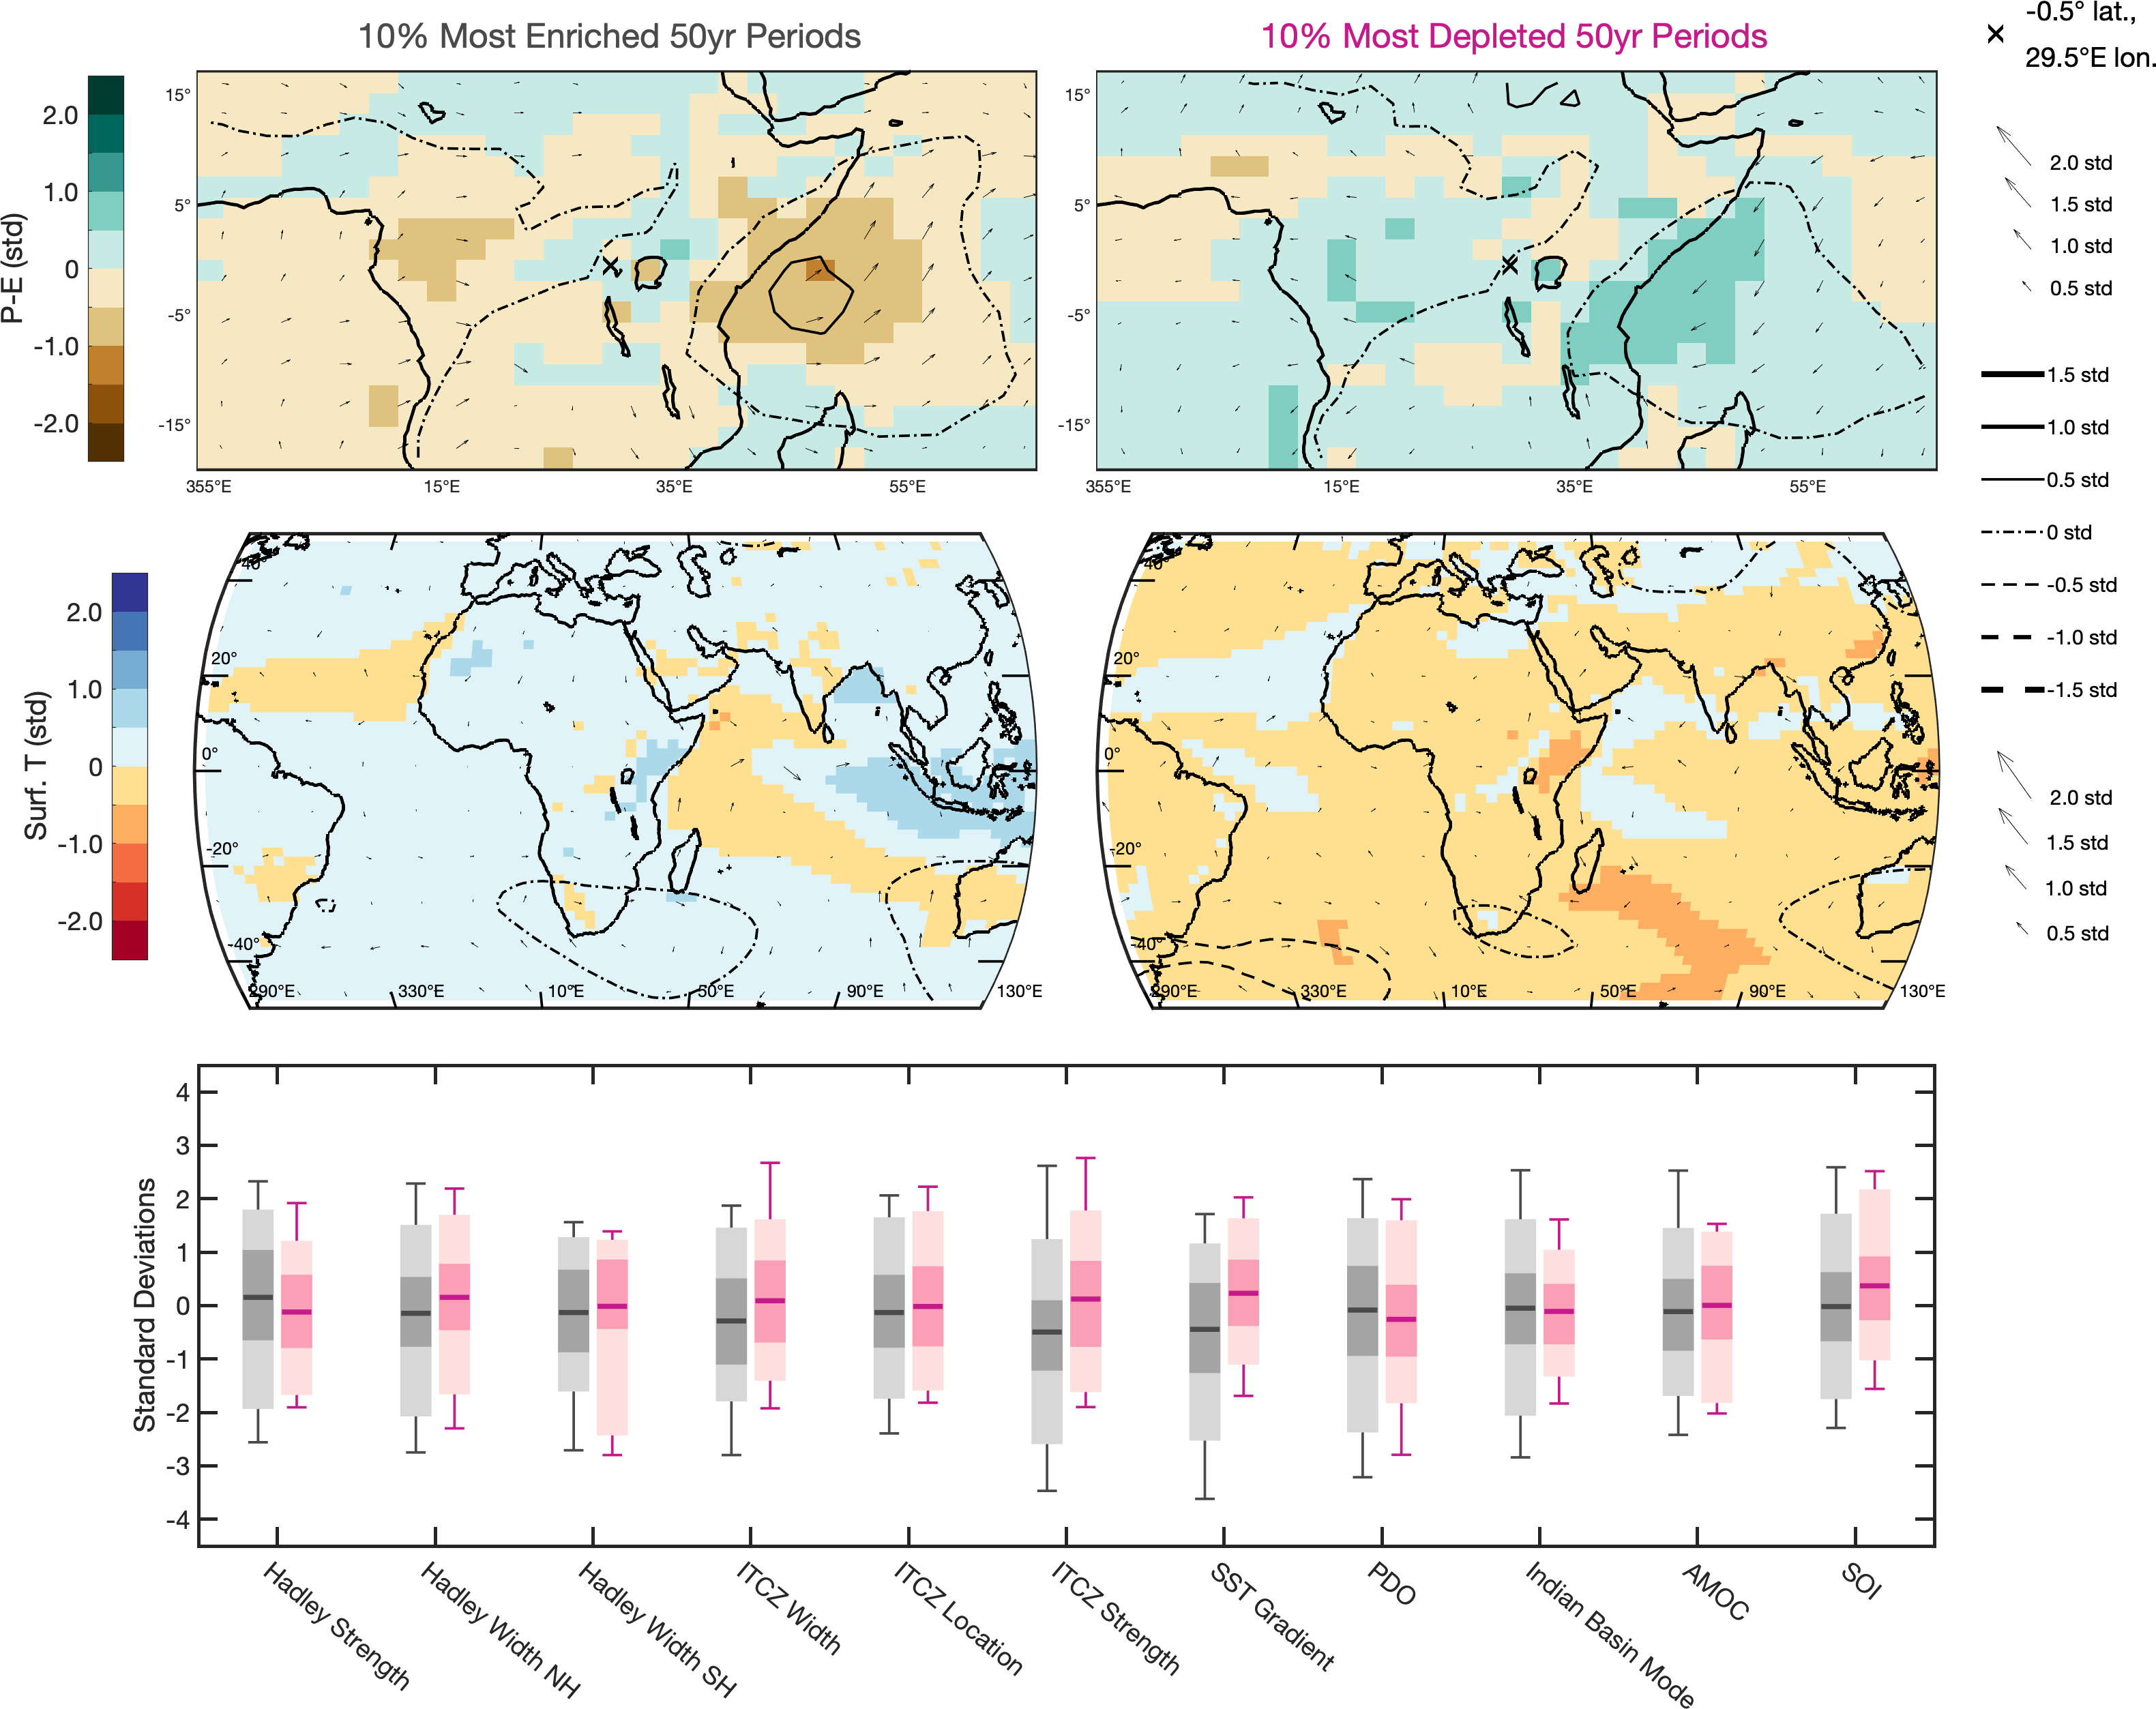 10% Most Enriched 50yr Periods
10% Most Depleted 50yr Periods
-0.5° lat.,
29.5°E lon.
P-E (std)
2.0
1.0
0
-1.0
-2.0
15°
5°
-5°
-15°
355°E
15°E
35°E
55°E
15°
5°
-5°
-15°
355°E
15°E
35°E
55°E
2.0 std
1.5 std
1.0 std
0.5 std
1.5 std
1.0 std
0.5 std
0 std
-0.5 std
-1.0 std
-1.5 std
Surf. T (std)
2.0
1.0
0
-1.0
-2.0
40°
20°
0°
-20°
-40°
290°E
330°E
10°E
50°E
90°E
130°E
40°
20°
0°
-20°
-40°
290°E
330°E
10°E
50°E
90°E
130°E
2.0 std
1.5 std
1.0 std
0.5 std
Standard Deviations
4
3
2
1
0
-1
-2
-3
-4
Hadley Strength
Hadley Width NH
Hadley Width SH
ITCZ Width
ITCZ Location
ITCZ Strength
SST Gradient
PDO
Indian Basin Mode
AMOC
SOI